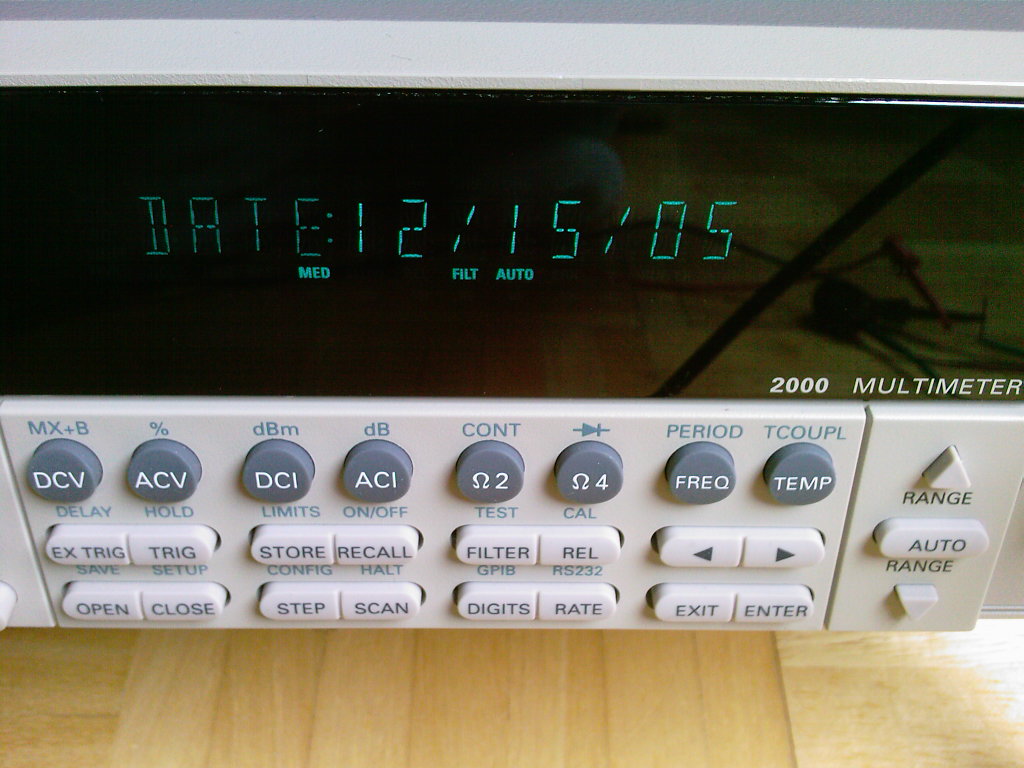 DATE:12/15/05
MED FILT AUTO
2000 MULTIMETER
MX+B % dBm dB CONT PERIOD TCOUPL
DCV ACV DCI ACI Ω2 Ω4 FREQ TEMP
RANGE
DELAY HOLD LIMITS ON/OFF TEST CAL
EX TRIG TRIG STORE RECALL FILTER REL ◀ ▶ AUTO
RANGE
SAVE SETUP CONFIG HALT GPIB RS232
OPEN CLOSE STEP SCAN DIGITS RATE EXIT ENTER